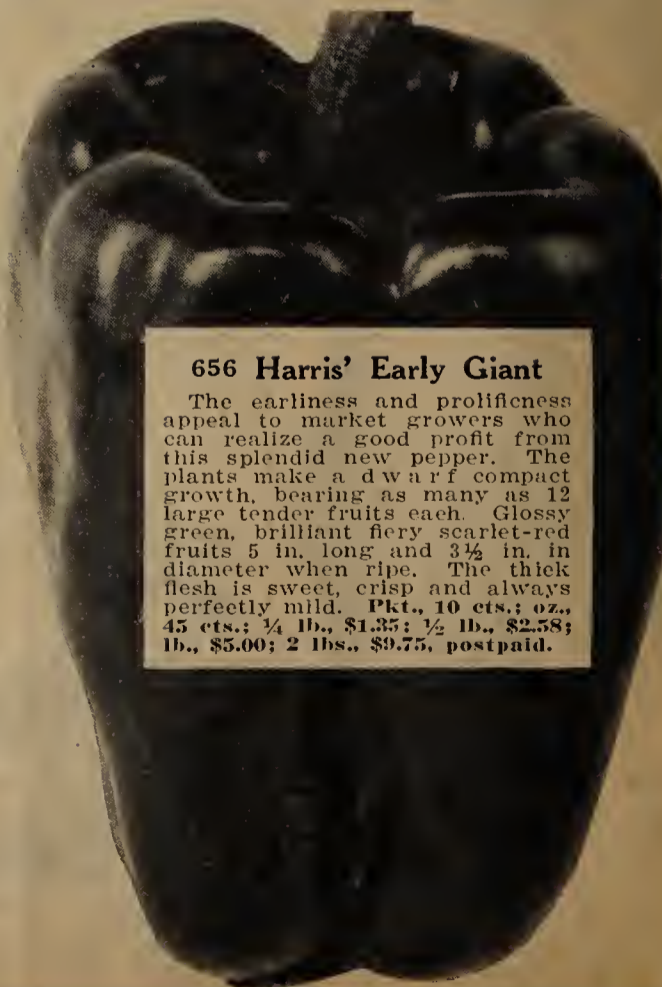 656 Harris' Early Giant
The earliness and prolificness
appeal to market growers who
can realize a good profit from
this splendid new pepper. The
plants make a dwarf compact
growth, bearing as many as 12
large tender fruits each. Glossy
green, brilliant fiery scarlet-red
fruits 5 in. long and 3½ in. in
diameter when ripe. The thick
flesh is sweet, crisp and always
perfectly mild. Pkt., 10 cts.; oz.,
45 cts.; ¼ lb., $1.35; ½ lb., $2.58;
lb., $5.00; 2 lbs., $9.75, postpaid.